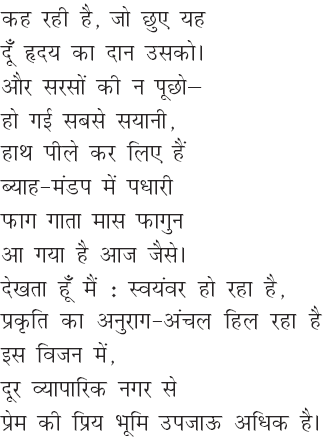 कह रही है, जो छुए यह
दूँ हृदय का दान उसको।
और सरसों की न पूछो–
हो गई सबसे सयानी,
हाथ पीले कर लिए हैं
ब्याह-मंडप में पधारी
फाग गाता मास फागुन
आ गया है आज जैसे।
देखता हूँ मैं : स्वयंवर हो रहा है,
प्रकृति का अनुराग-अंचल हिल रहा है
इस विजन में,
दूर व्यापारिक नगर से
प्रेम की प्रिय भूमि उपजाऊ अधिक है।